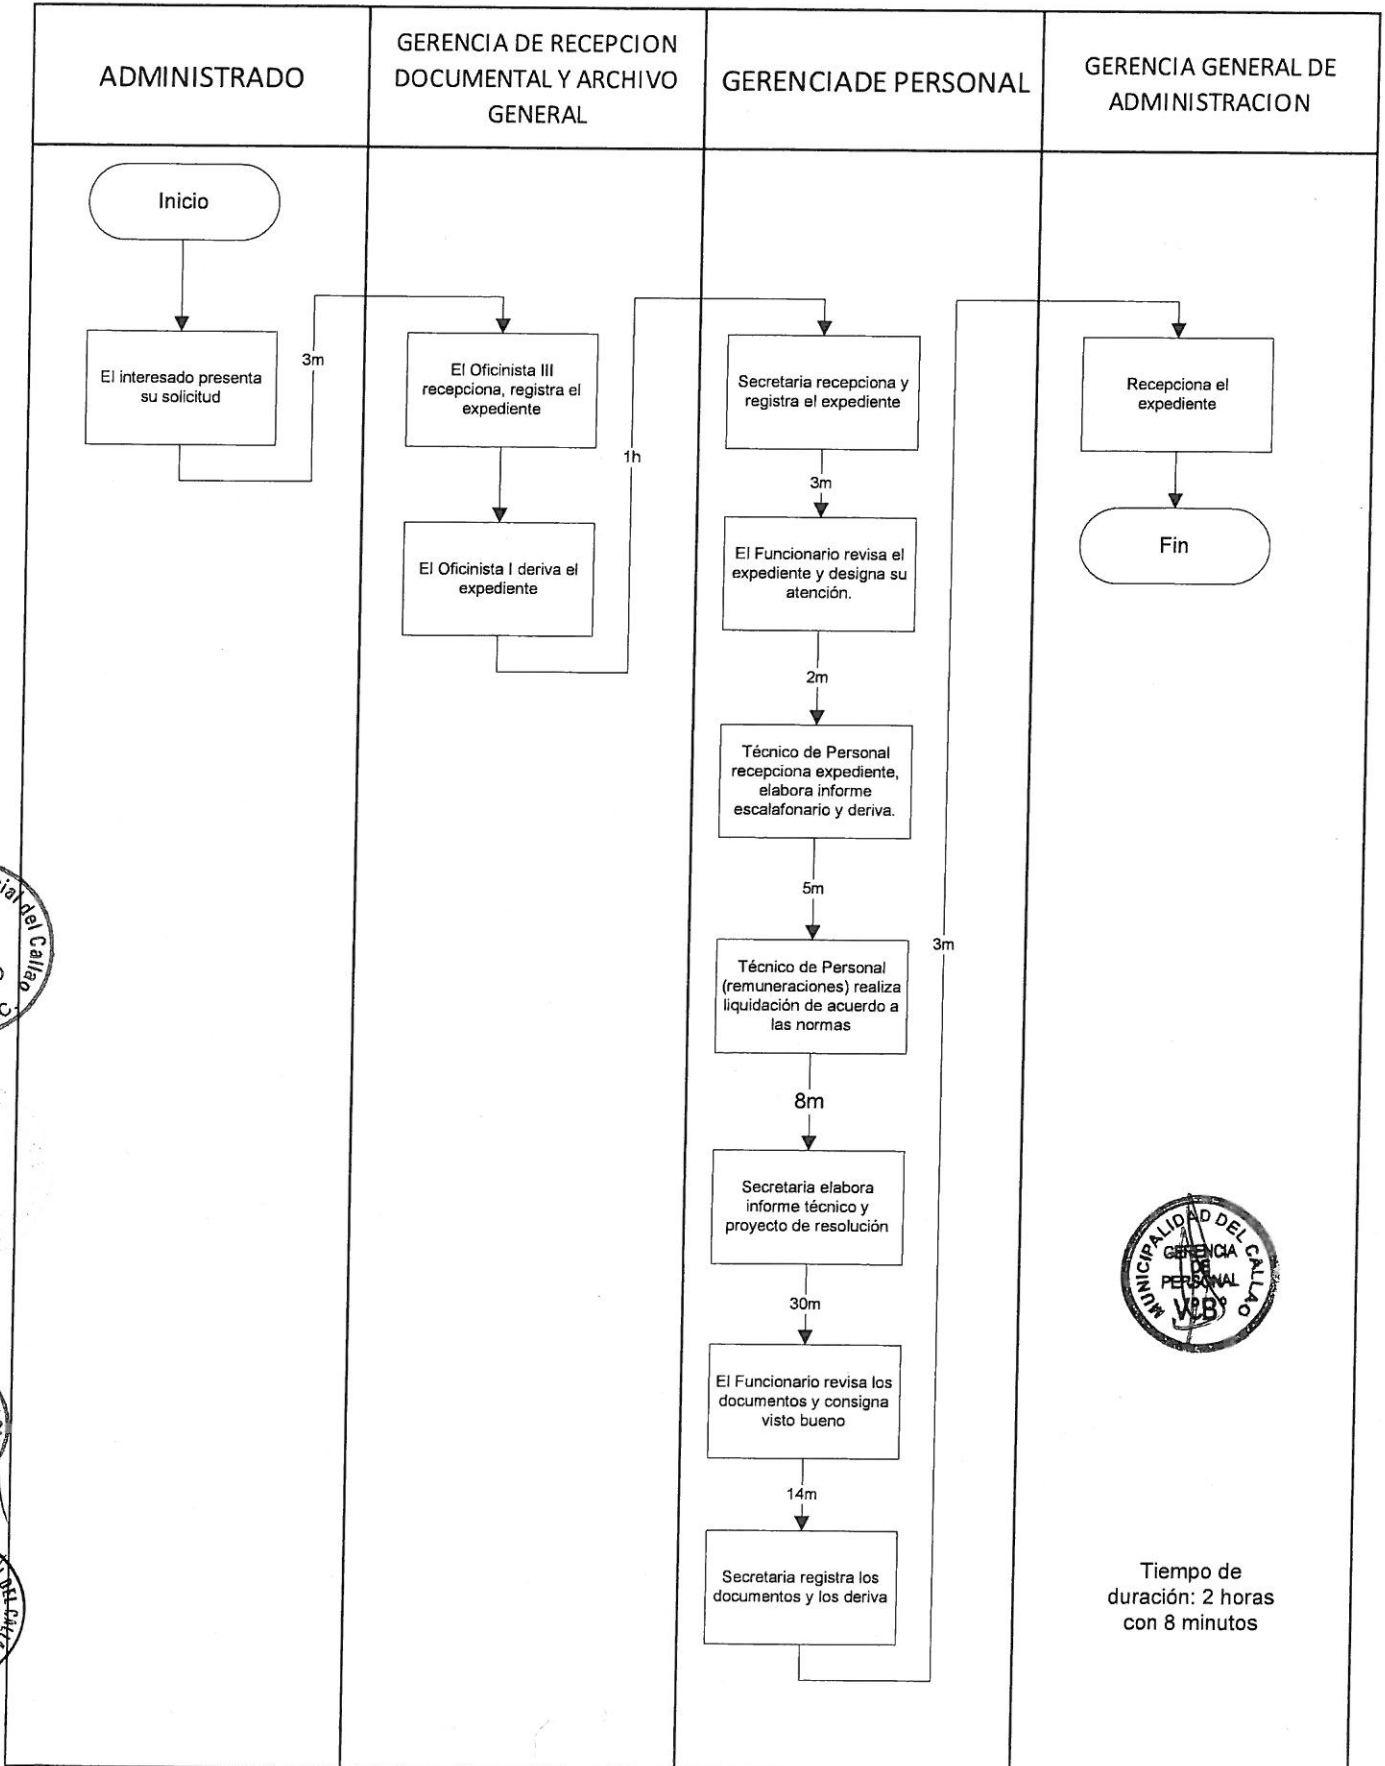 ADMINISTRADO
GERENCIA DE RECEPCION
DOCUMENTAL Y ARCHIVO
GENERAL
GERENCIADE PERSONAL
GERENCIA GENERAL DE
ADMINISTRACION
Inicio
El interesado presenta
su solicitud
3m
El Oficinista III
recepciona, registra el
expediente
El Oficinista I deriva el
expediente
1h
Secretaria recepciona y
registra el expediente
3m
El Funcionario revisa el
expediente y designa su
atención.
2m
Técnico de Personal
recepciona expediente,
elabora informe
escalafonario y deriva.
5m
Técnico de Personal
(remuneraciones) realiza
liquidación de acuerdo a
las normas
8m
Secretaria elabora
informe técnico y
proyecto de resolución
30m
El Funcionario revisa los
documentos y consigna
visto bueno
14m
Secretaria registra los
documentos y los deriva
3m
Recepciona el
expediente
Fin
MUNICIPALIDAD DEL CALLAO
GERENCIA
DE
PERSONAL
V°B°
Tiempo de
duración: 2 horas
con 8 minutos
del Callao
DEL CALLAO